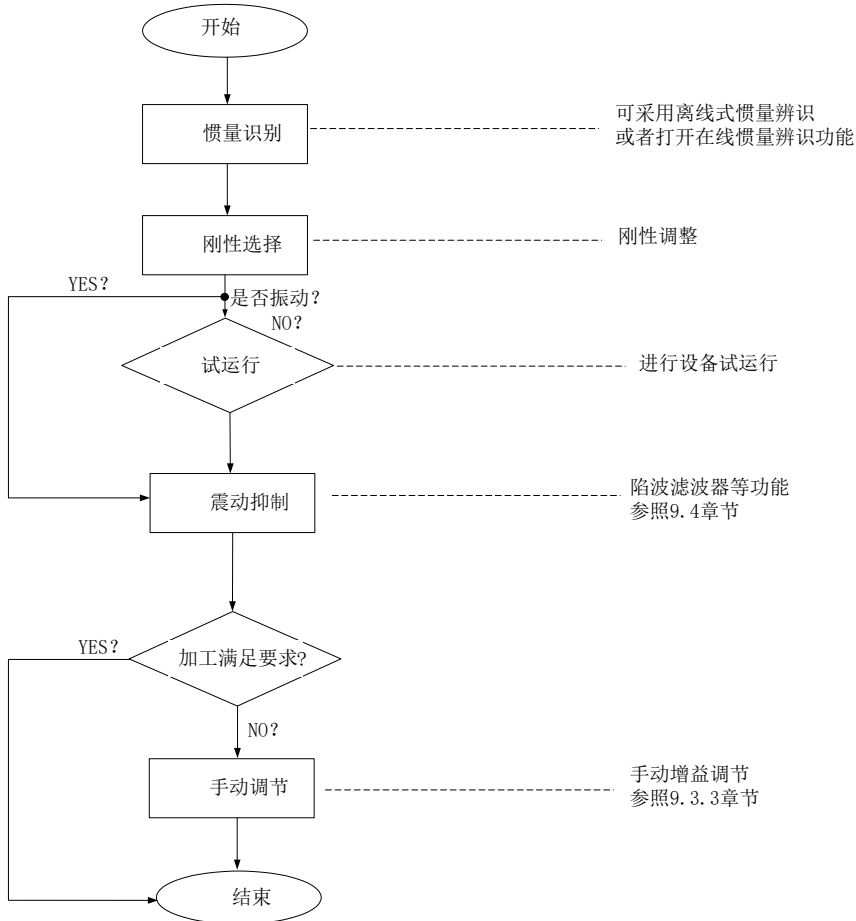 开始
惯量识别
可采用离线式惯量辨识
或者打开在线惯量辨识功能
刚性选择
刚性调整
YES?
是否振动?
NO?
试运行
进行设备试运行
震动抑制
陷波滤波器等功能
参照9.4章节
YES?
加工满足要求?
NO?
手动调节
手动增益调节
参照9.3.3章节
结束